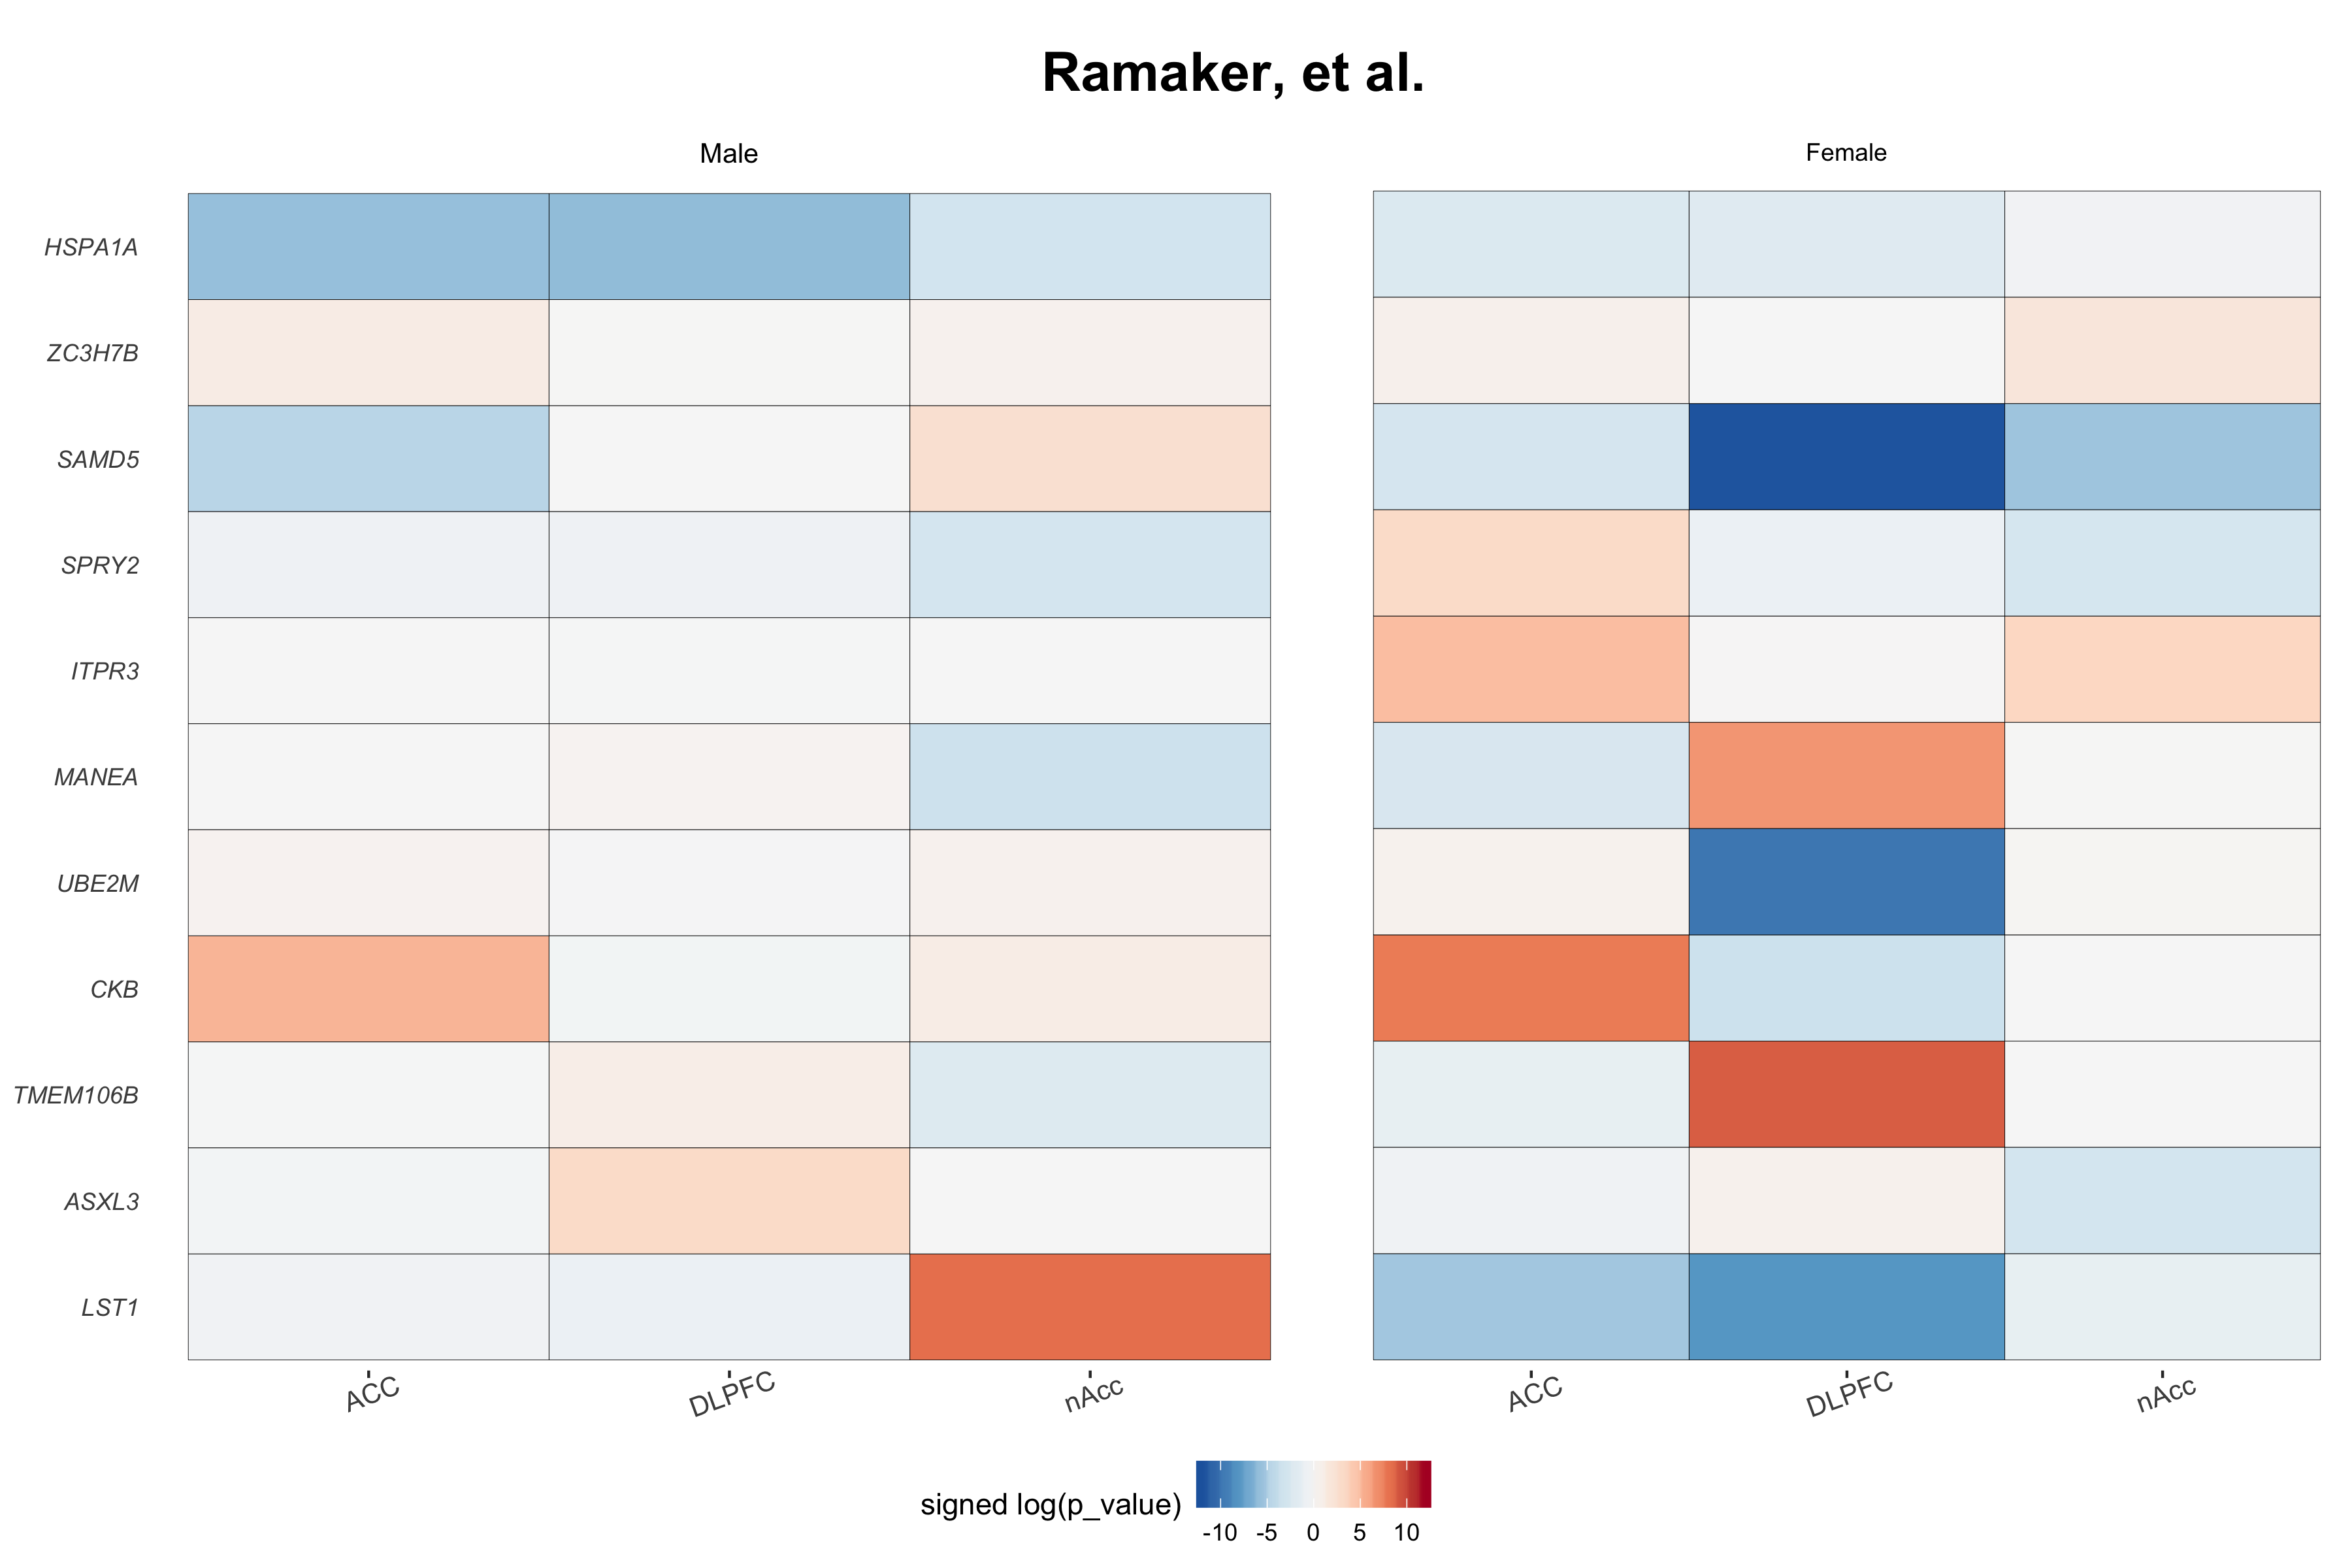 Ramaker, et al.
Male
Female
HSPA1A
ZC3H7B
SAMD5
SPRY2
ITPR3
MANEA
UBE2M
CKB
TMEM106B
ASXL3
LST1
ACC DLPFC nAcc
ACC DLPFC nAcc
signed log(p_value)
-10 -5 0 5 10